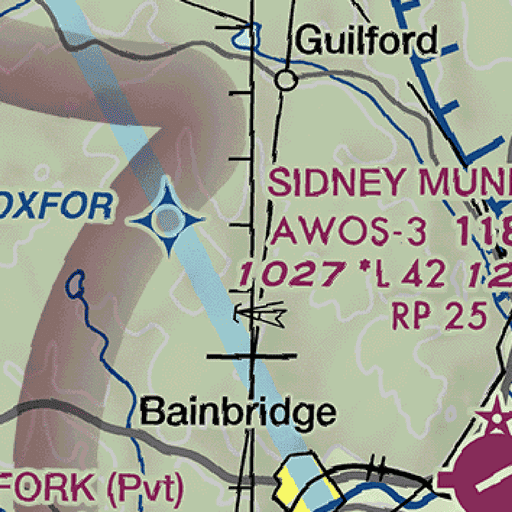 Guilford
OXFOR
SIDNEY MUNI
AWOS-3 118
1027 *L 42 12
RP 25
Bainbridge
FORK (Pvt)